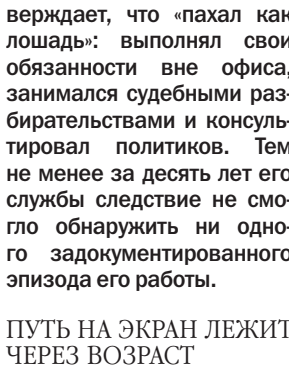 верждает, что «пахал как
лошадь»: выполнял свои
обязанности вне офиса,
занимался судебными раз-
бирательствами и консуль-
тировал политиков. Тем
не менее за десять лет его
службы следствие не смо-
гло обнаружить ни одно-
го задокументированного
эпизода его работы.
ПУТЬ НА ЭКРАН ЛЕЖИТ
ЧЕРЕЗ ВОЗРАСТ